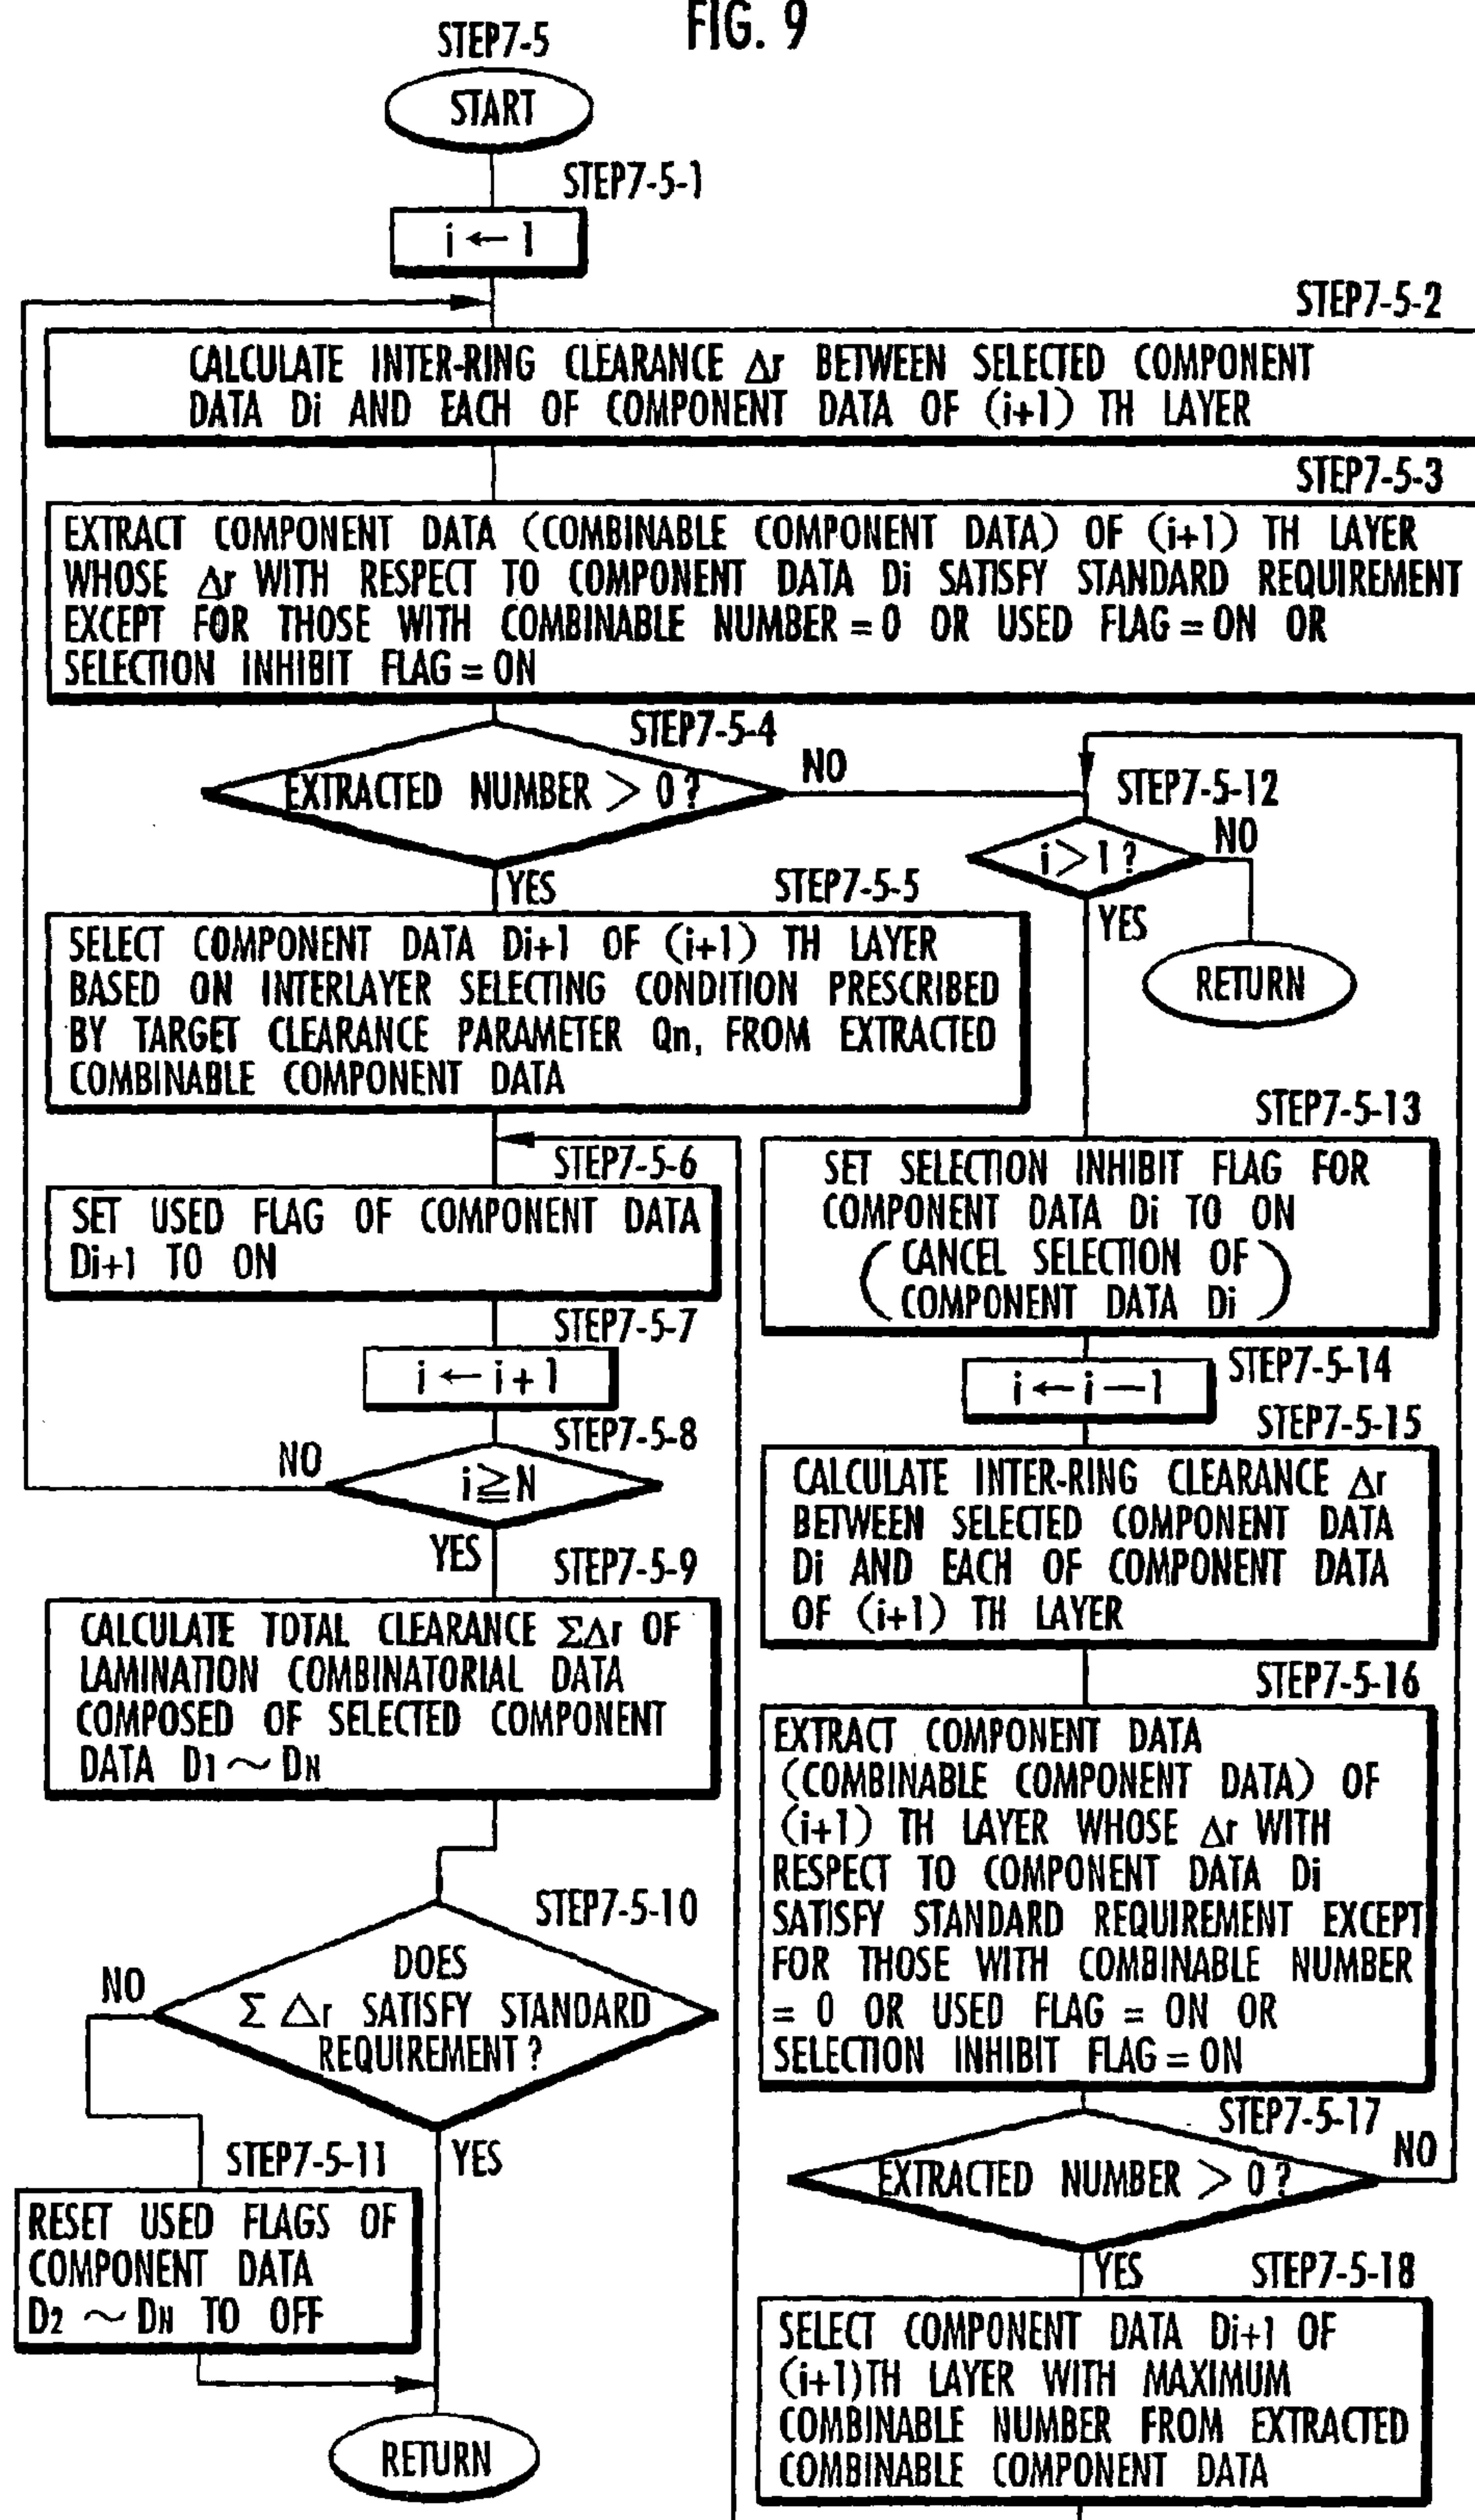 FIG. 9
STEP7-5
START
STEP7-5-1
i ← 1
STEP7-5-2
CALCULATE INTER-RING CLEARANCE Δr BETWEEN SELECTED COMPONENT
DATA Di AND EACH OF COMPONENT DATA OF (i+1) TH LAYER
STEP7-5-3
EXTRACT COMPONENT DATA (COMBINABLE COMPONENT DATA) OF (i+1) TH LAYER
WHOSE Δr WITH RESPECT TO COMPONENT DATA Di SATISFY STANDARD REQUIREMENT
EXCEPT FOR THOSE WITH COMBINABLE NUMBER = 0 OR USED FLAG = ON OR
SELECTION INHIBIT FLAG = ON
STEP7-5-4
EXTRACTED NUMBER > 0 ?
NO
YES
STEP7-5-5
SELECT COMPONENT DATA Di+1 OF (i+1) TH LAYER
BASED ON INTERLAYER SELECTING CONDITION PRESCRIBED
BY TARGET CLEARANCE PARAMETER Qn, FROM EXTRACTED
COMBINABLE COMPONENT DATA
STEP7-5-6
SET USED FLAG OF COMPONENT DATA
Di+1 TO ON
STEP7-5-7
i ← i + 1
STEP7-5-8
i ≧ N
NO
YES
STEP7-5-9
CALCULATE TOTAL CLEARANCE ΣΔr OF
LAMINATION COMBINATORIAL DATA
COMPOSED OF SELECTED COMPONENT
DATA D1 ～ DN
STEP7-5-10
DOES
Σ Δr SATISFY STANDARD
REQUIREMENT ?
NO
YES
STEP7-5-11
RESET USED FLAGS OF
COMPONENT DATA
D2 ～ DN TO OFF
RETURN
STEP7-5-12
i > 1 ?
NO
YES
RETURN
STEP7-5-13
SET SELECTION INHIBIT FLAG FOR
COMPONENT DATA Di TO ON
(CANCEL SELECTION OF
COMPONENT DATA Di)
STEP7-5-14
i ← i — 1
STEP7-5-15
CALCULATE INTER-RING CLEARANCE Δr
BETWEEN SELECTED COMPONENT DATA
Di AND EACH OF COMPONENT DATA
OF (i+1) TH LAYER
STEP7-5-16
EXTRACT COMPONENT DATA
(COMBINABLE COMPONENT DATA) OF
(i+1) TH LAYER WHOSE Δr WITH
RESPECT TO COMPONENT DATA Di
SATISFY STANDARD REQUIREMENT EXCEPT
FOR THOSE WITH COMBINABLE NUMBER
= 0 OR USED FLAG = ON OR
SELECTION INHIBIT FLAG = ON
STEP7-5-17
EXTRACTED NUMBER > 0 ?
NO
YES
STEP7-5-18
SELECT COMPONENT DATA Di+1 OF
(i+1)TH LAYER WITH MAXIMUM
COMBINABLE NUMBER FROM EXTRACTED
COMBINABLE COMPONENT DATA